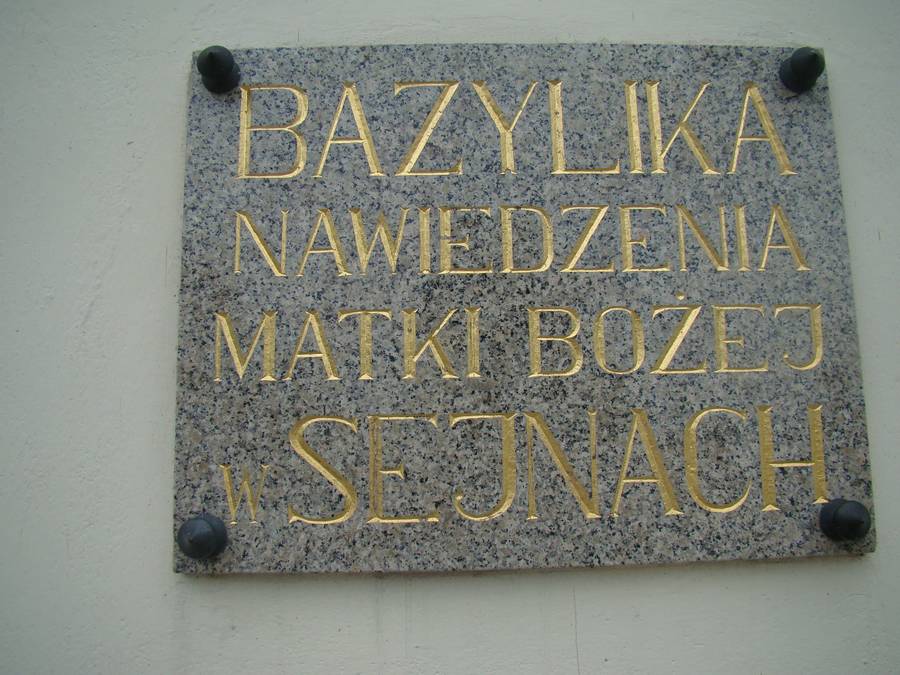 BAZYLIKA
NAWIEDZENIA
MATKI BOŻEJ
W SEJNACH